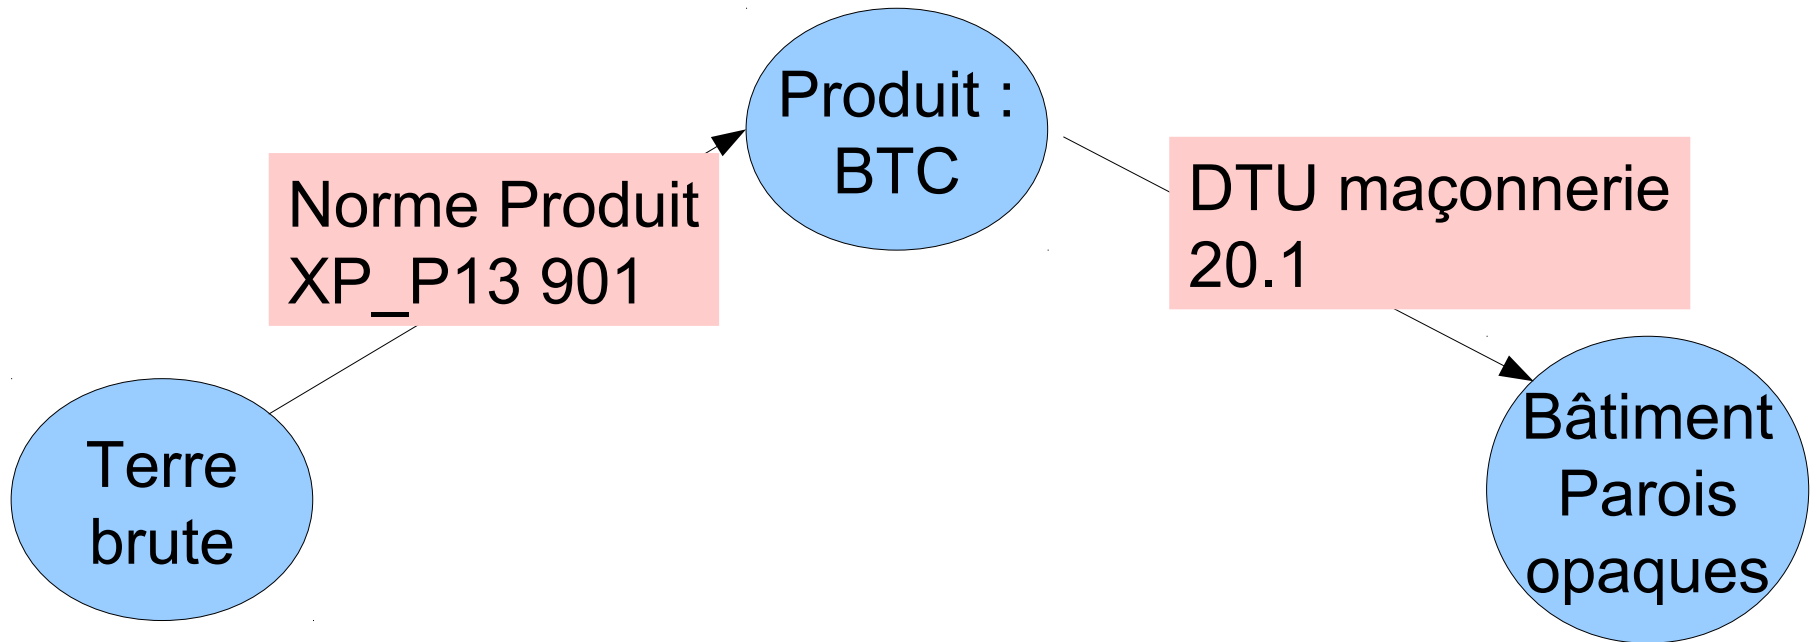 Produit :
BTC
Norme Produit
XP_P13 901
DTU maçonnerie
20.1
Terre
brute
Bâtiment
Parois
opaques